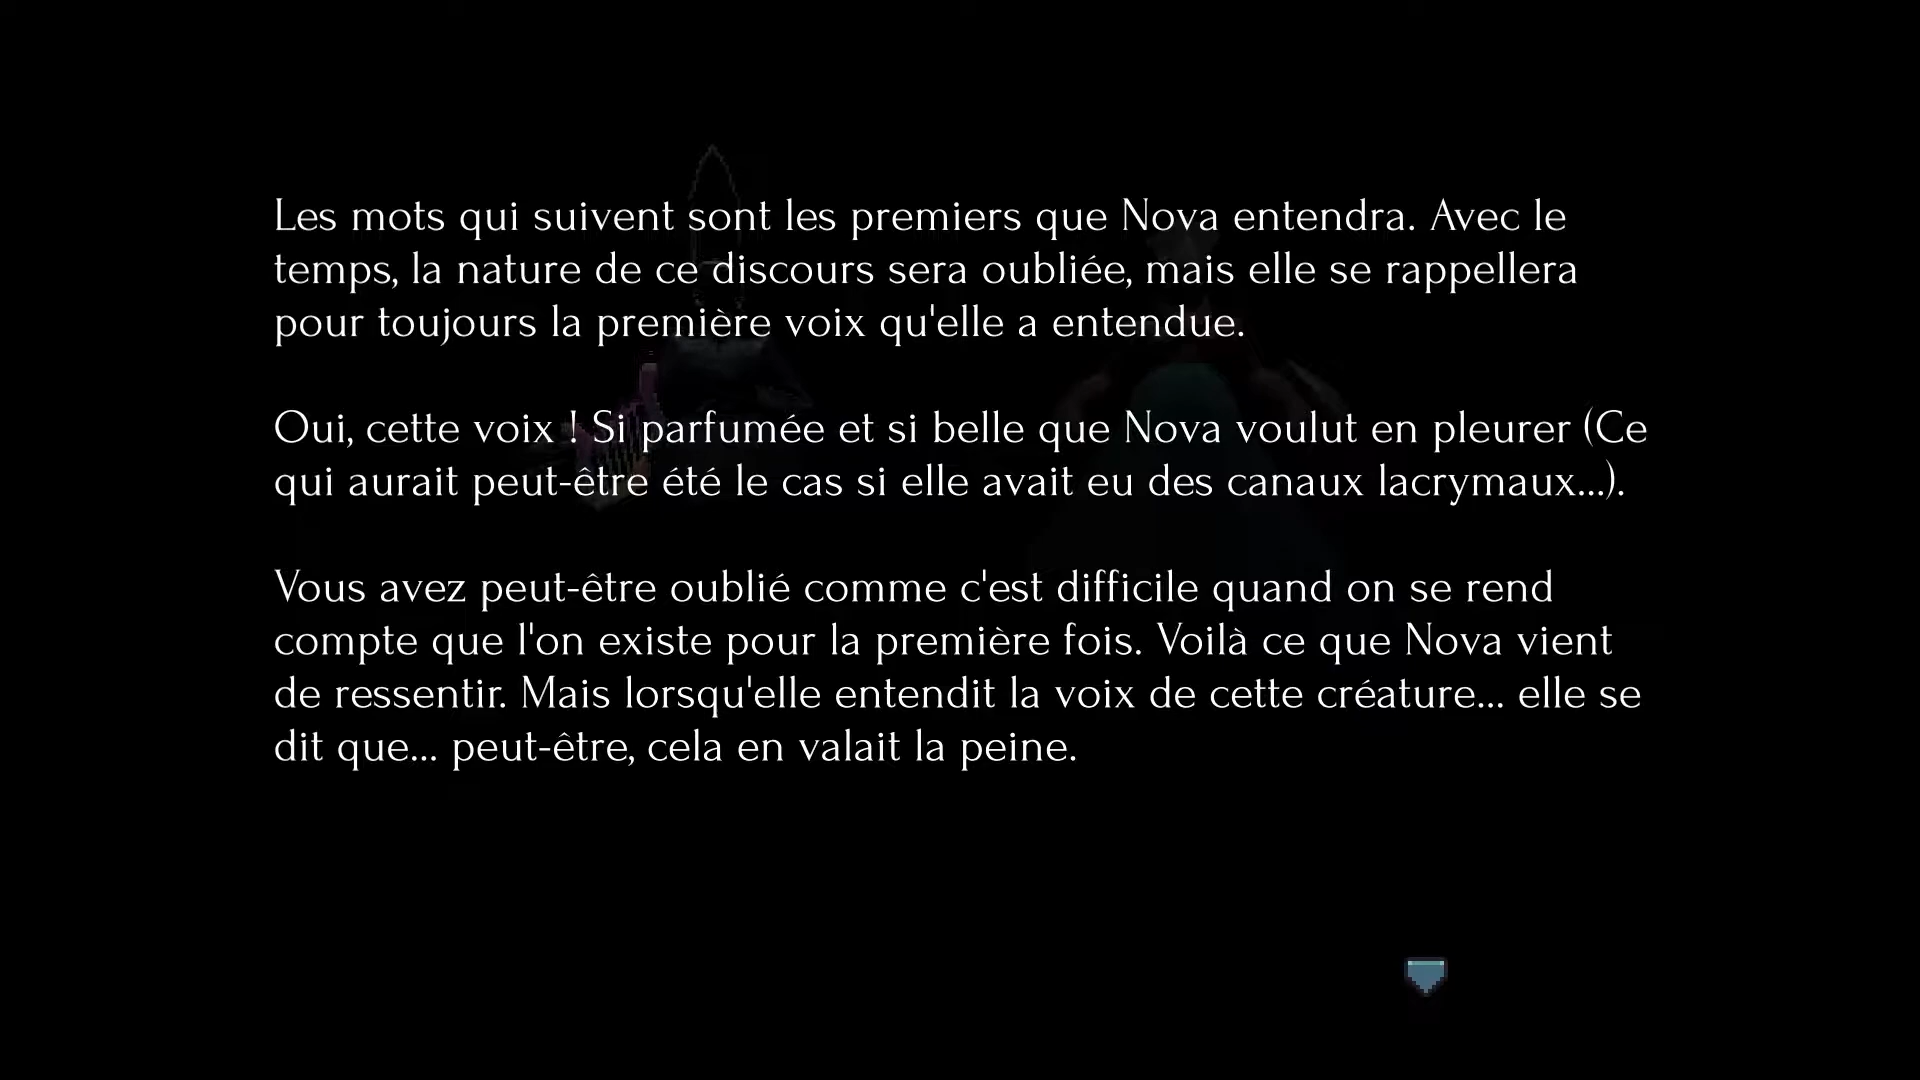 Les mots qui suivent sont les premiers que Nova entendra. Avec le
temps, la nature de ce discours sera oubliée, mais elle se rappellera
pour toujours la première voix qu'elle a entendue.
Oui, cette voix ! Si parfumée et si belle que Nova voulut en pleurer (Ce
qui aurait peut-être été le cas si elle avait eu des canaux lacrymaux...).
Vous avez peut-être oublié comme c'est difficile quand on se rend
compte que l'on existe pour la première fois. Voilà ce que Nova vient
de ressentir. Mais lorsqu'elle entendit la voix de cette créature... elle se
dit que... peut-être, cela en valait la peine.